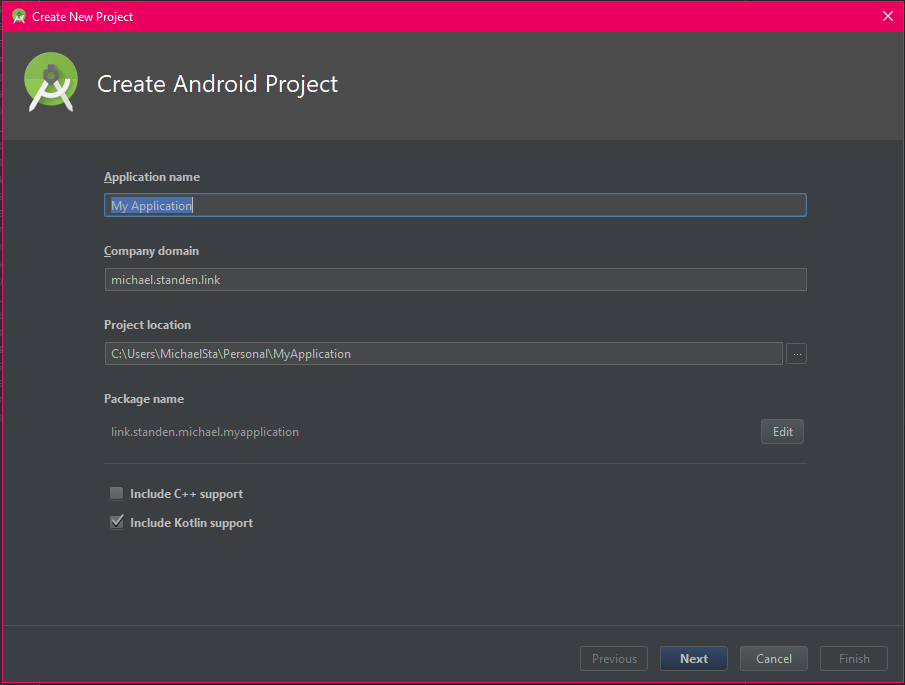 Create New Project
Create Android Project
Application name
My Application
Company domain
michael.standen.link
Project location
C:\Users\MichaelSta\Personal\MyApplication
...
Package name
link.standen.michael.myapplication
Edit
Include C++ support
Include Kotlin support
Previous
Next
Cancel
Finish